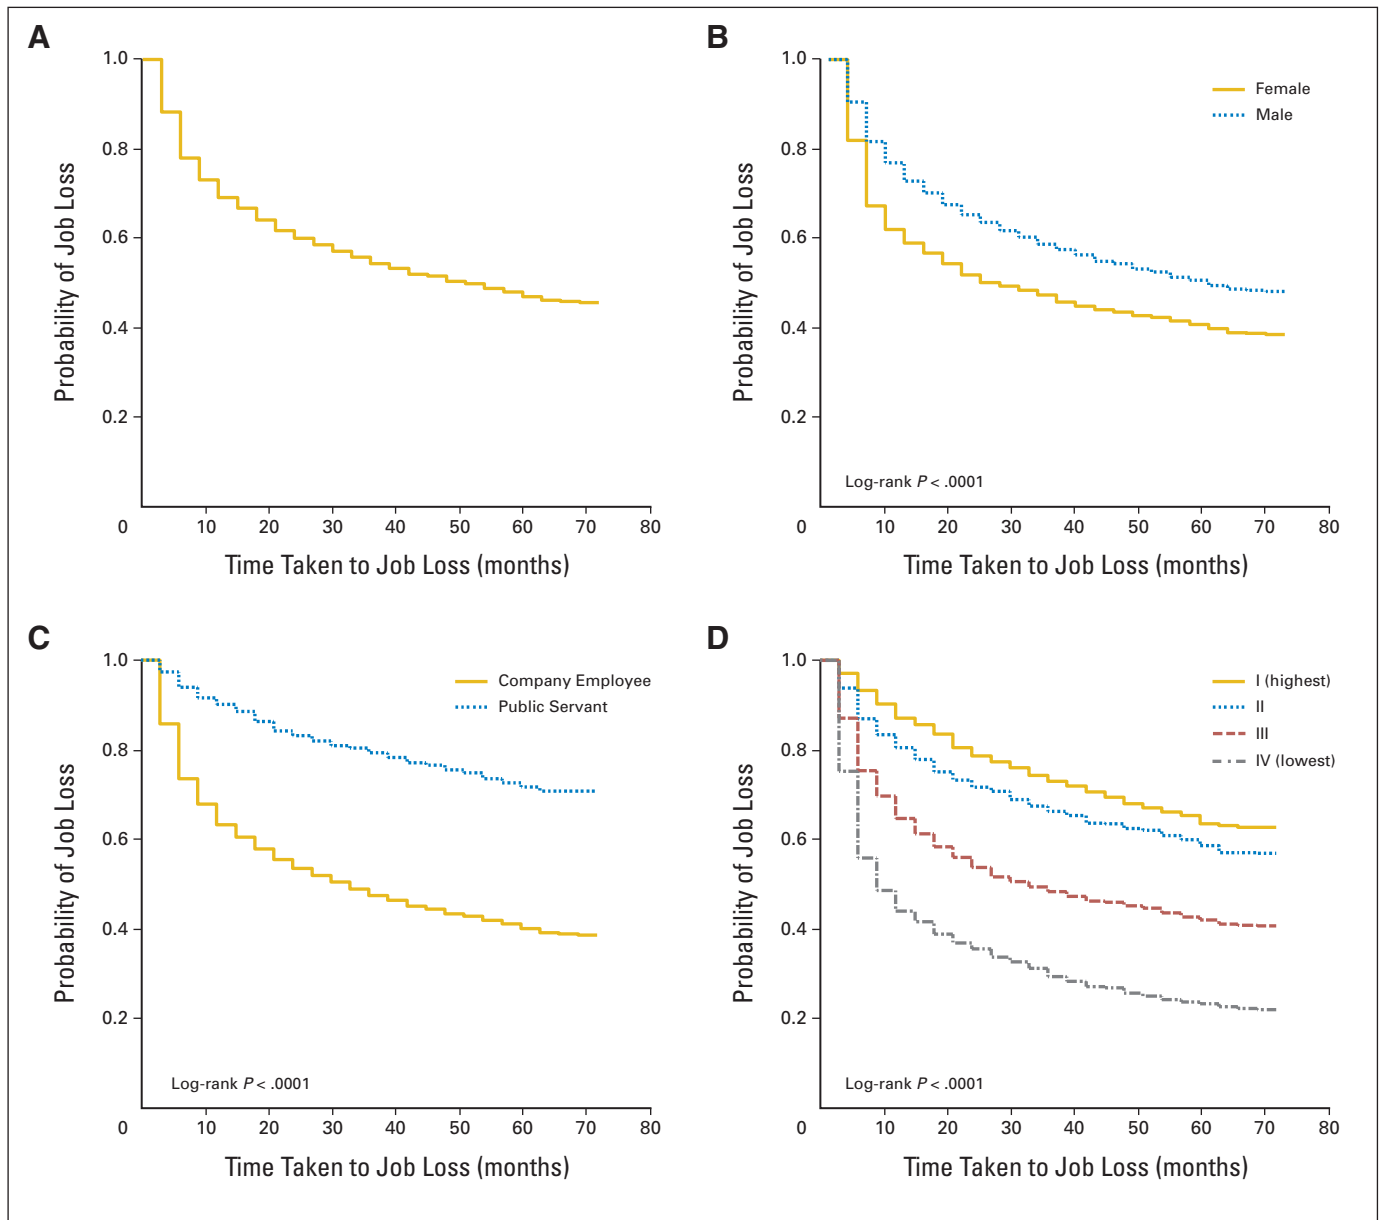 A
1.0
0.8
0.6
0.4
0.2
Probability of Job Loss
0 10 20 30 40 50 60 70 80
Time Taken to Job Loss (months)
B
1.0
0.8
0.6
0.4
0.2
Probability of Job Loss
Female
Male
Log-rank P < .0001
0 10 20 30 40 50 60 70 80
Time Taken to Job Loss (months)
C
1.0
0.8
0.6
0.4
0.2
Probability of Job Loss
Company Employee
Public Servant
Log-rank P < .0001
0 10 20 30 40 50 60 70 80
Time Taken to Job Loss (months)
D
1.0
0.8
0.6
0.4
0.2
Probability of Job Loss
I (highest)
II
III
IV (lowest)
Log-rank P < .0001
0 10 20 30 40 50 60 70 80
Time Taken to Job Loss (months)